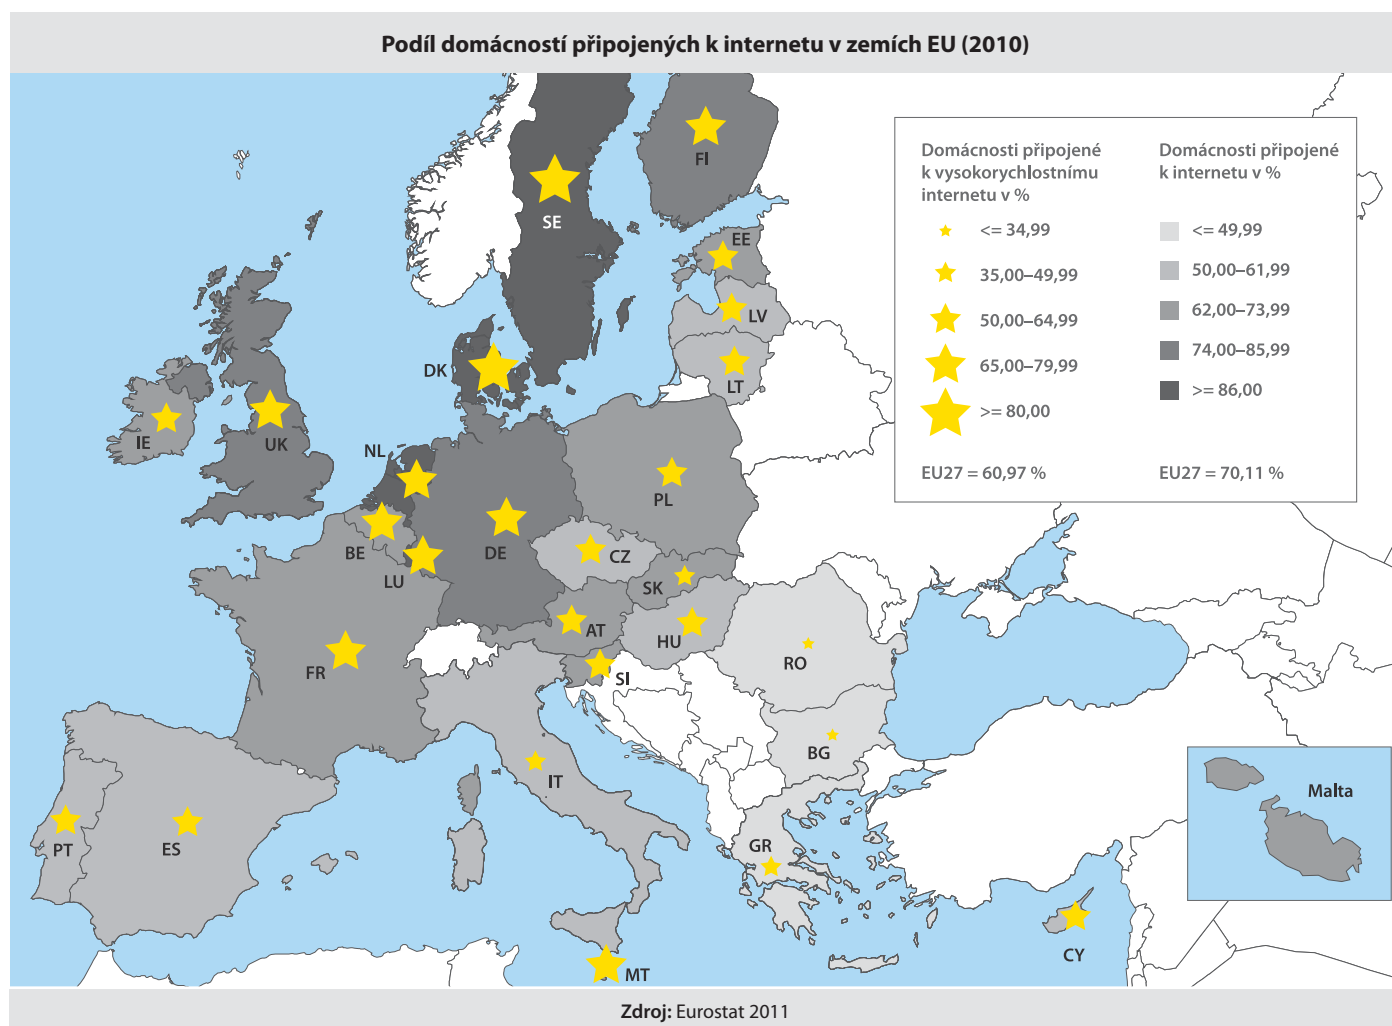 Podíl domácností připojených k internetu v zemích EU (2010)
Domácnosti připojené
k vysokorychlostnímu
internetu v %
<= 34,99
35,00–49,99
50,00–64,99
65,00–79,99
>= 80,00
EU27 = 60,97 %
Domácnosti připojené
k internetu v %
<= 49,99
50,00–61,99
62,00–73,99
74,00–85,99
>= 86,00
EU27 = 70,11 %
FI
SE
EE
LV
DK
LT
IE
UK
NL
PL
BE
DE
CZ
LU
SK
AT
HU
FR
SI
RO
BG
IT
Malta
PT
ES
GR
CY
MT
Zdroj: Eurostat 2011